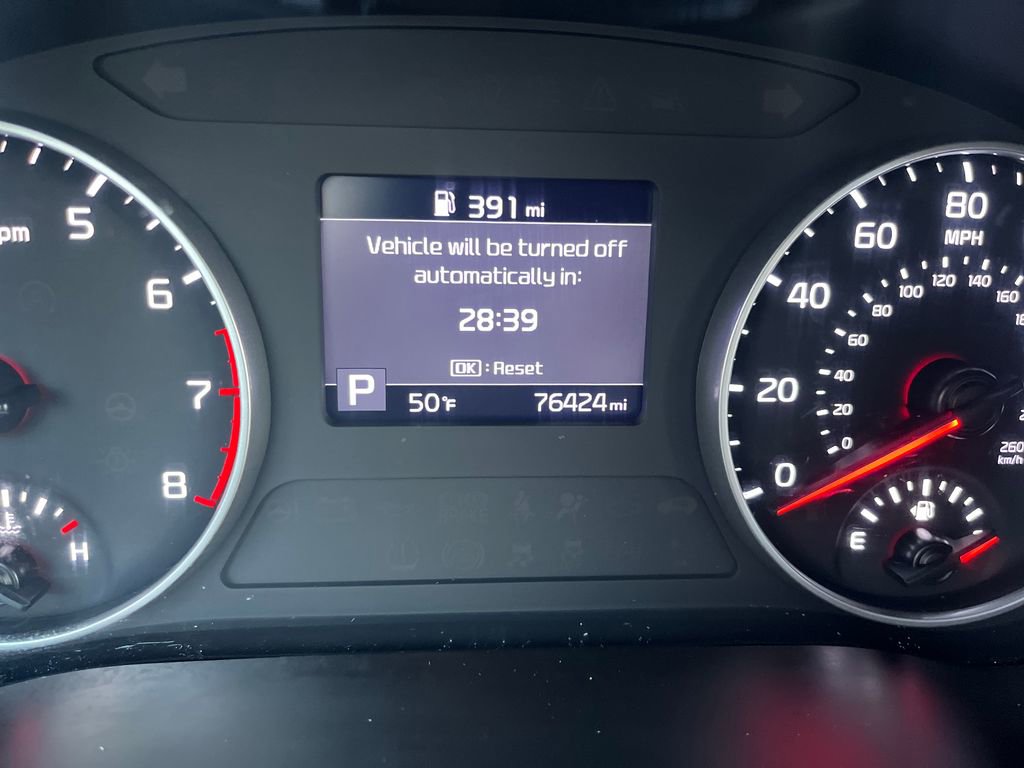 391 mi
Vehicle will be turned off
automatically in:
28:39
OK : Reset
P
50°F
76424 mi
pm
5
6
7
8
H
80
MPH
60
40
20
0
160
140
120
100
80
60
40
20
0
260
km/h
E